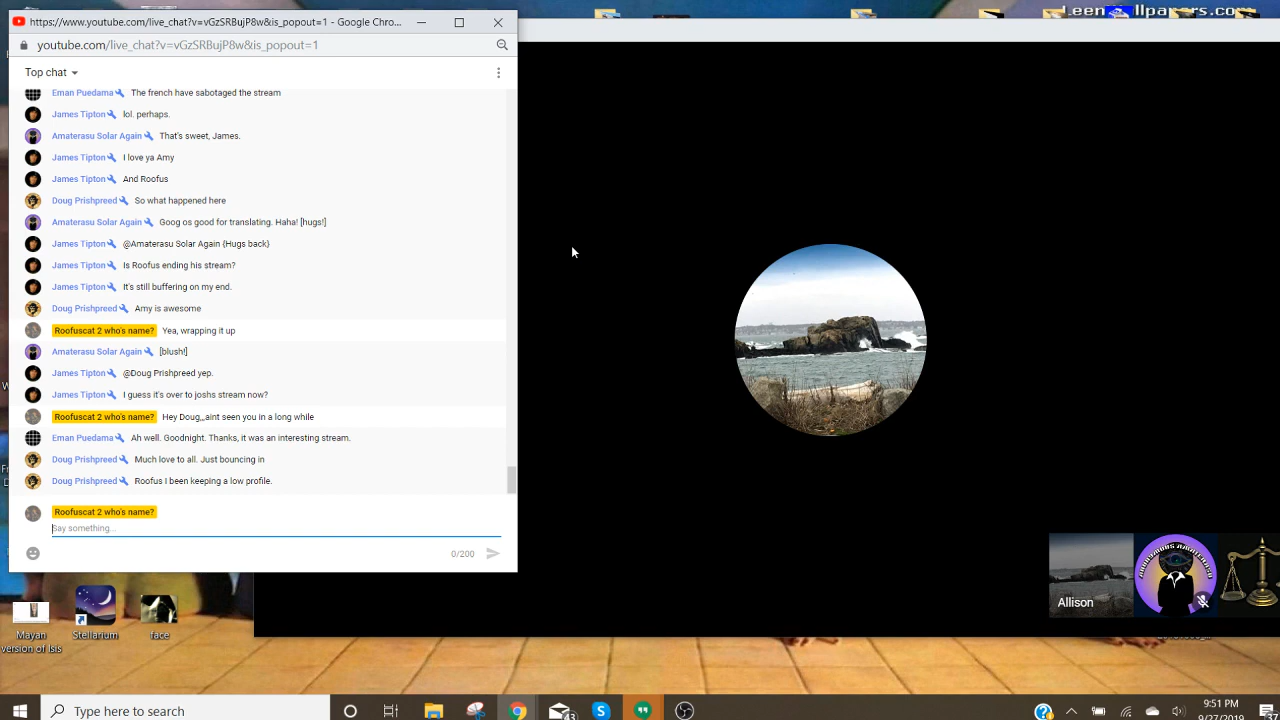 https://www.youtube.com/live_chat?v=vGzSRBujP8w&is_popout=1 - Google Chro...
youtube.com/live_chat?v=vGzSRBujP8w&is_popout=1
Top chat
Eman Puedama The french have sabotaged the stream
James Tipton lol. perhaps.
Amaterasu Solar Again That's sweet, James.
James Tipton I love ya Amy
James Tipton And Roofus
Doug Prishpreed So what happened here
Amaterasu Solar Again Goog os good for translating. Haha! [hugs!]
James Tipton @Amaterasu Solar Again {Hugs back}
James Tipton Is Roofus ending his stream?
James Tipton It's still buffering on my end.
Doug Prishpreed Amy is awesome
Roofuscat 2 who's name? Yea, wrapping it up
Amaterasu Solar Again [blush!]
James Tipton @Doug Prishpreed yep.
James Tipton I guess it's over to joshs stream now?
Roofuscat 2 who's name? Hey Doug,,,aint seen you in a long while
Eman Puedama Ah well. Goodnight. Thanks, it was an interesting stream.
Doug Prishpreed Much love to all. Just bouncing in
Doug Prishpreed Roofus I been keeping a low profile.
Roofuscat 2 who's name?
Say something...
0/200
Allison
Mayan version of Isis
Stellarium
face
Type here to search
43
9:51 PM
9/27/2019